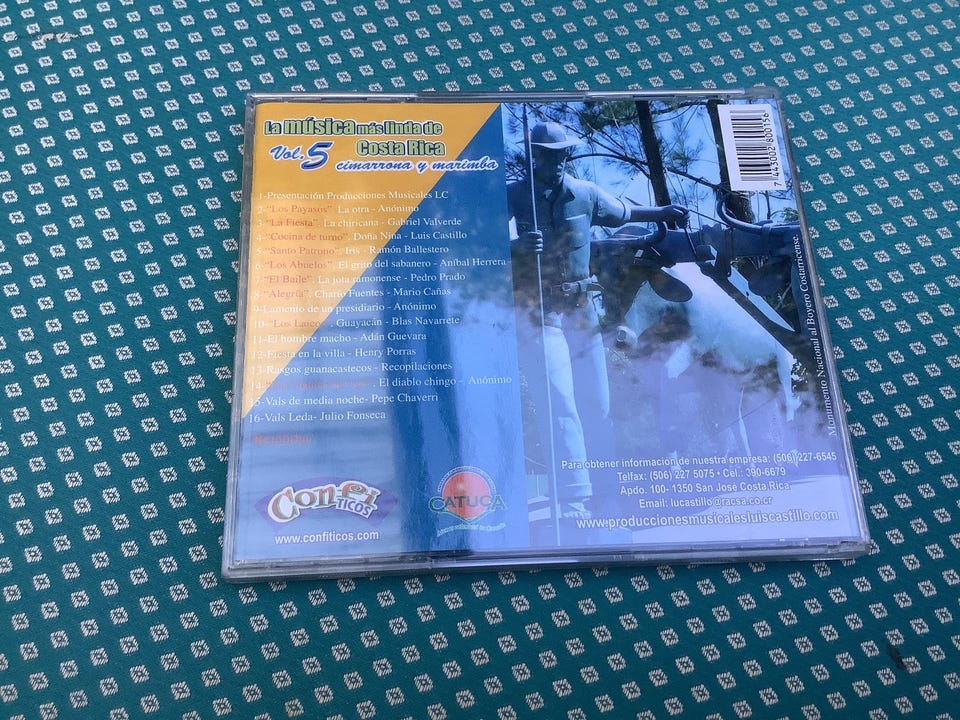 La música más linda de
Costa Rica
Vol. 5 cimarrona y marimba
1-Presentación Producciones Musicales LC
2-"Los Payasos". La otra - Anónimo
3-"La Fiesta". La chiricana - Gabriel Valverde
4-"Cocina de turno". Doña Nina - Luis Castillo
5-"Santo Patrono". Iris - Ramón Ballestero
6-"Los Abuelos". El grito del sabanero - Aníbal Herrera
7-"El Baile". La jota ramonense - Pedro Prado
8-"Alegría". Charío Fuentes - Mario Cañas
9-Lamento de un presidiario - Anónimo
10-"Los Lazos". Guayacán - Blas Navarrete
11-El hombre macho - Adán Guevara
12-Fiesta en la villa - Henry Porras
13-Rasgos guanacastecos - Recopilaciones
14- El diablo chingo - Anónimo
15-Vals de media noche- Pepe Chaverri
16-Vals Leda- Julio Fonseca
Con-fi
TICOS
www.confiticos.com
CATUCA
7 443002 800756
Monumento Nacional al Boyero Costarricense.
Para obtener información de nuestra empresa: (506) 227-6545
Telfax: (506) 227 5075 • Cel.: 390-6679
Apdo. 100- 1350 San José Costa Rica
Email: lucastillo@racsa.co.cr
www.produccionesmusicalesluiscastillo.com